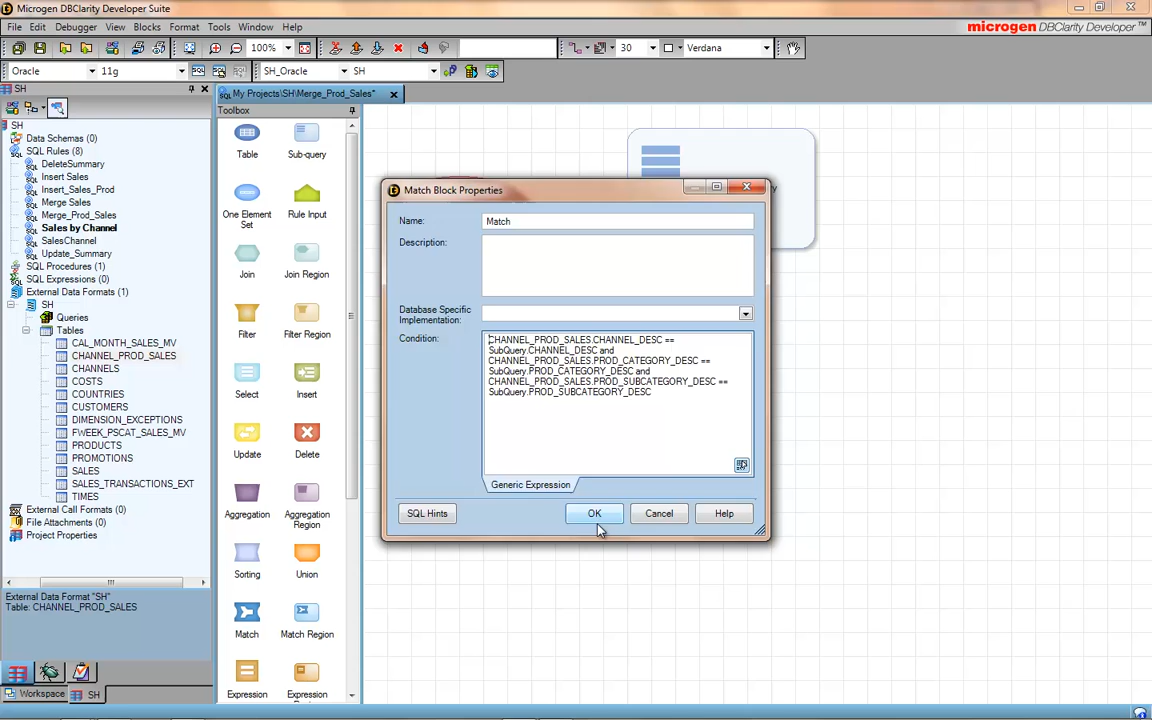 Microgen DBClarity Developer Suite
File Edit Debugger View Blocks Format Tools Window Help
microgen DBClarity Developer
100% 30 Verdana
Oracle 11g SQL SQL SH_Oracle SH
SH
My Projects\SH\Merge_Prod_Sales*
Toolbox
SH
Data Schemas (0)
SQL Rules (8)
DeleteSummary
Insert Sales
Insert_Sales_Prod
Merge Sales
Merge_Prod_Sales
Sales by Channel
SalesChannel
Update_Summary
SQL Procedures (1)
SQL Expressions (0)
External Data Formats (1)
SH
Queries
Tables
CAL_MONTH_SALES_MV
CHANNEL_PROD_SALES
CHANNELS
COSTS
COUNTRIES
CUSTOMERS
DIMENSION_EXCEPTIONS
FWEEK_PSCAT_SALES_MV
PRODUCTS
PROMOTIONS
SALES
SALES_TRANSACTIONS_EXT
TIMES
External Call Formats (0)
File Attachments (0)
Project Properties
External Data Format "SH"
Table: CHANNEL_PROD_SALES
Workspace SH
Table Sub-query
One Element Set Rule Input
Join Join Region
Filter Filter Region
Select Insert
Update Delete
Aggregation Aggregation Region
Sorting Union
Match Match Region
Expression Expression
Match Block Properties
Name: Match
Description:
Database Specific
Implementation:
Condition:
CHANNEL_PROD_SALES.CHANNEL_DESC ==
SubQuery.CHANNEL_DESC and
CHANNEL_PROD_SALES.PROD_CATEGORY_DESC ==
SubQuery.PROD_CATEGORY_DESC and
CHANNEL_PROD_SALES.PROD_SUBCATEGORY_DESC ==
SubQuery.PROD_SUBCATEGORY_DESC
Generic Expression
SQL Hints OK Cancel Help